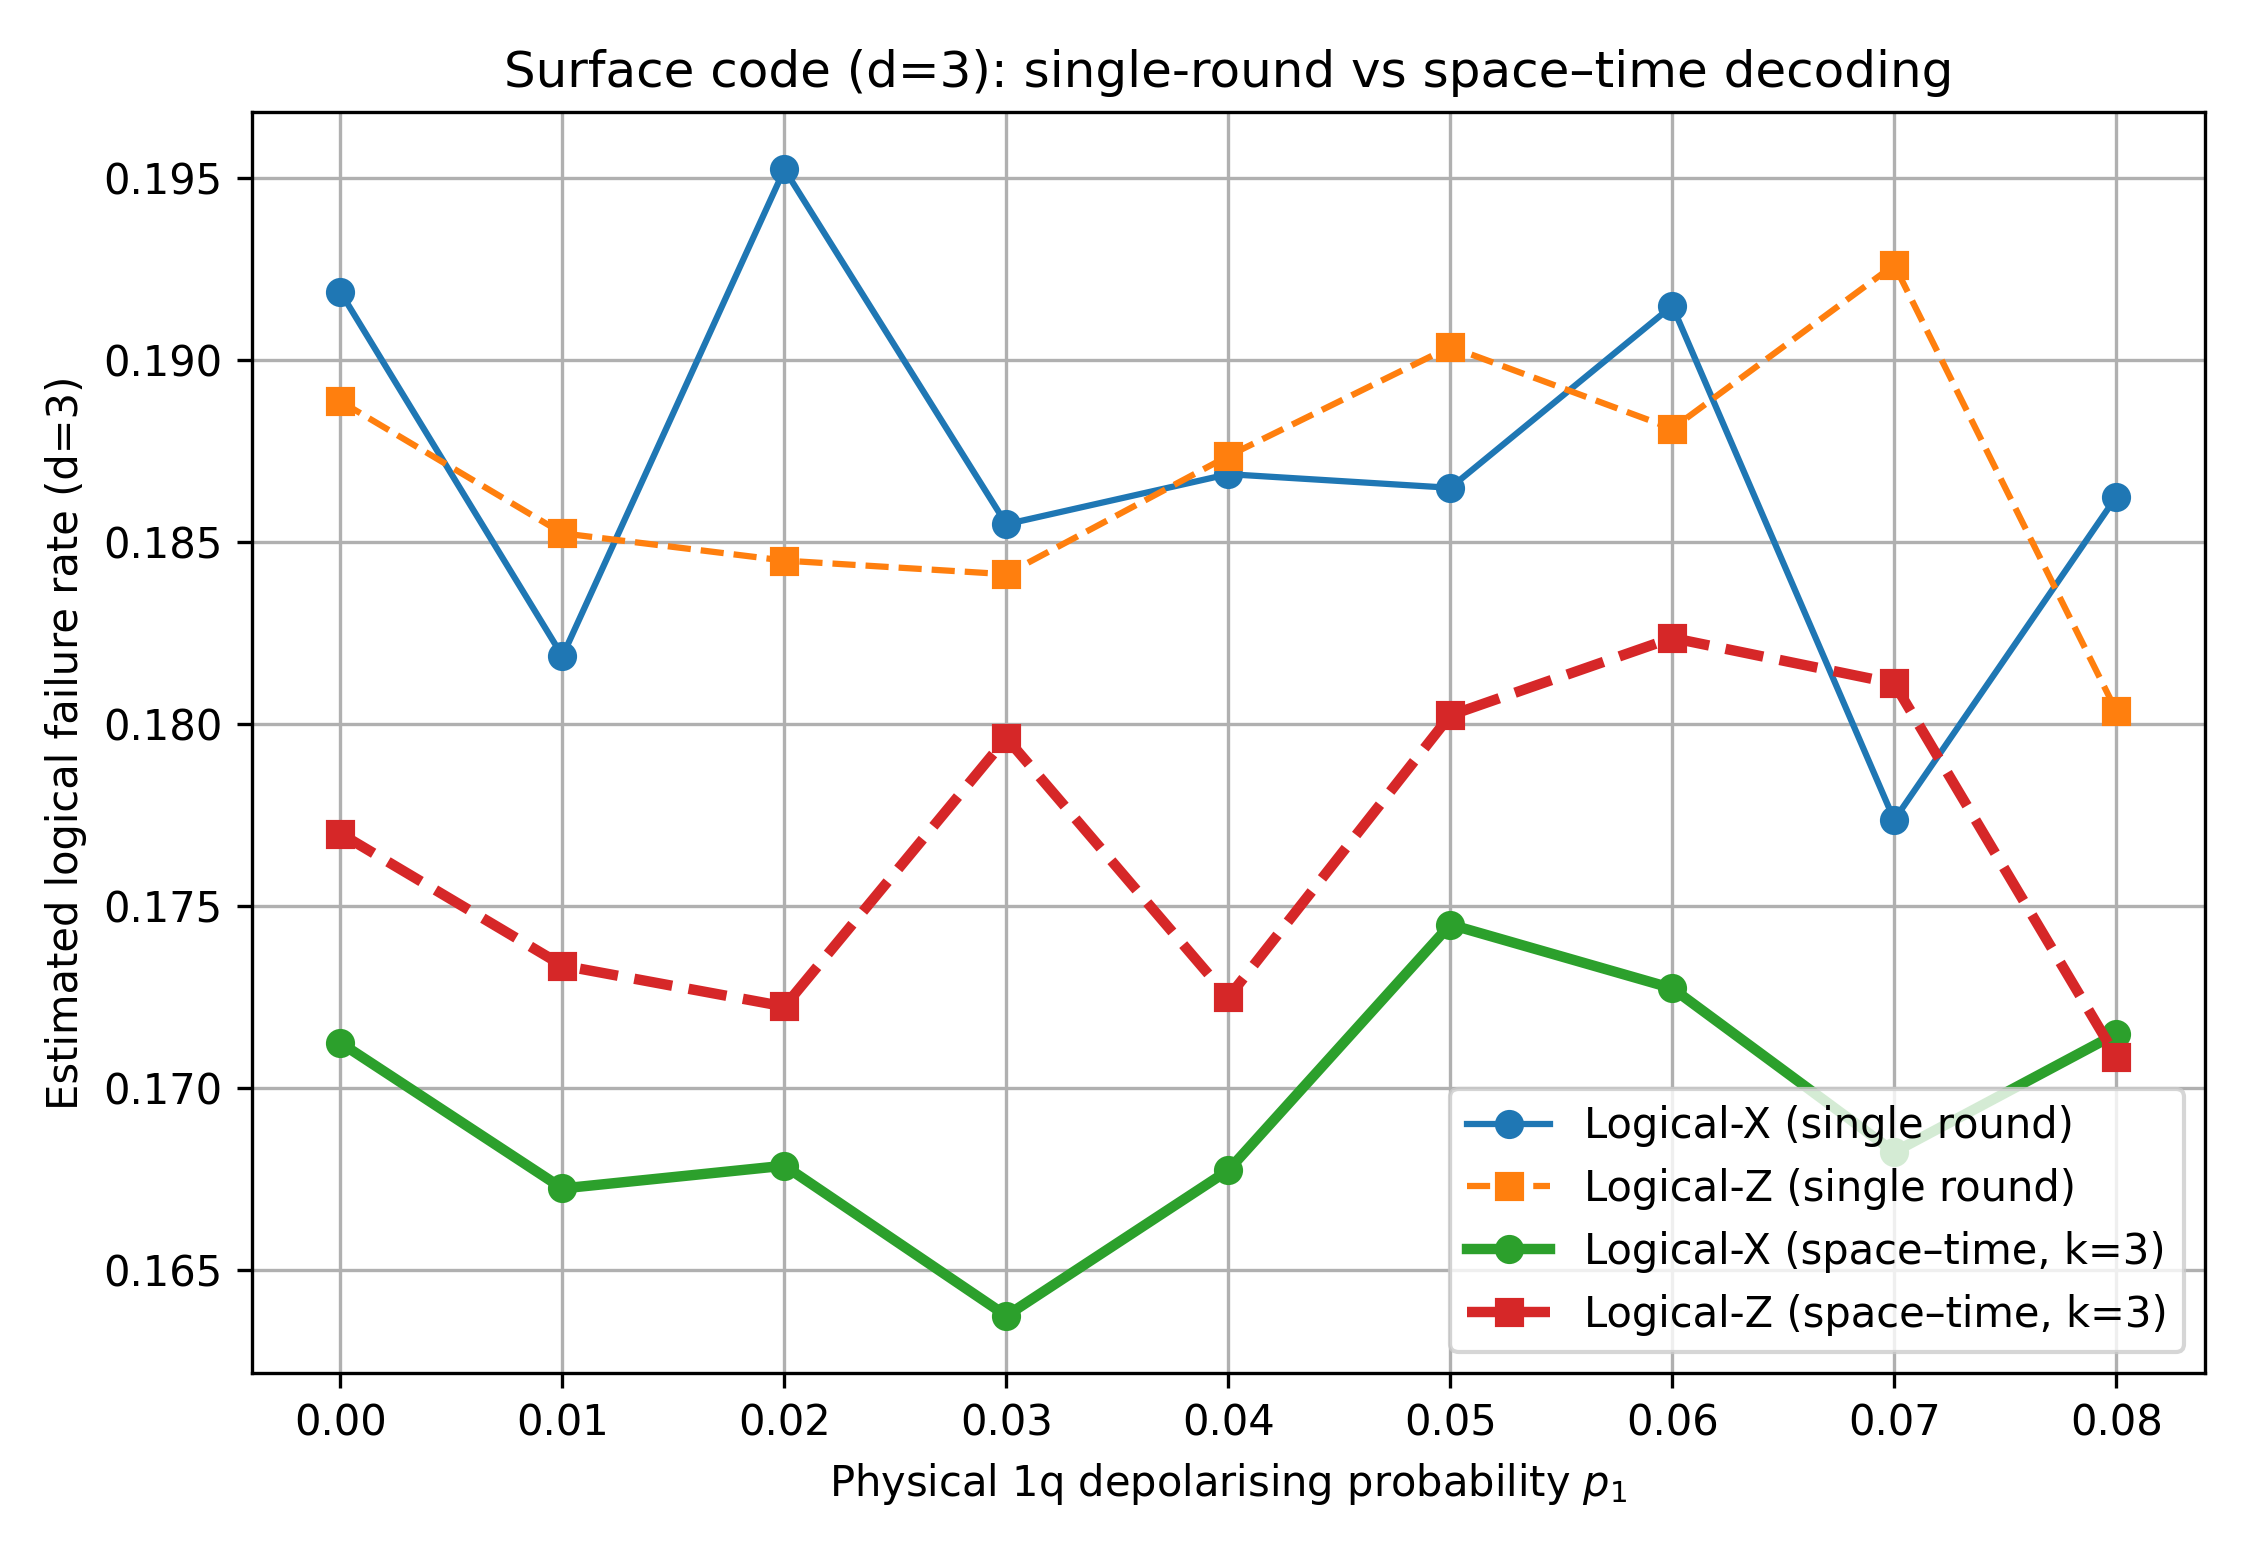 Surface code (d=3): single-round vs space–time decoding
Estimated logical failure rate (d=3)
0.195
0.190
0.185
0.180
0.175
0.170
0.165
Logical-X (single round)
Logical-Z (single round)
Logical-X (space–time, k=3)
Logical-Z (space–time, k=3)
0.00 0.01 0.02 0.03 0.04 0.05 0.06 0.07 0.08
Physical 1q depolarising probability p₁